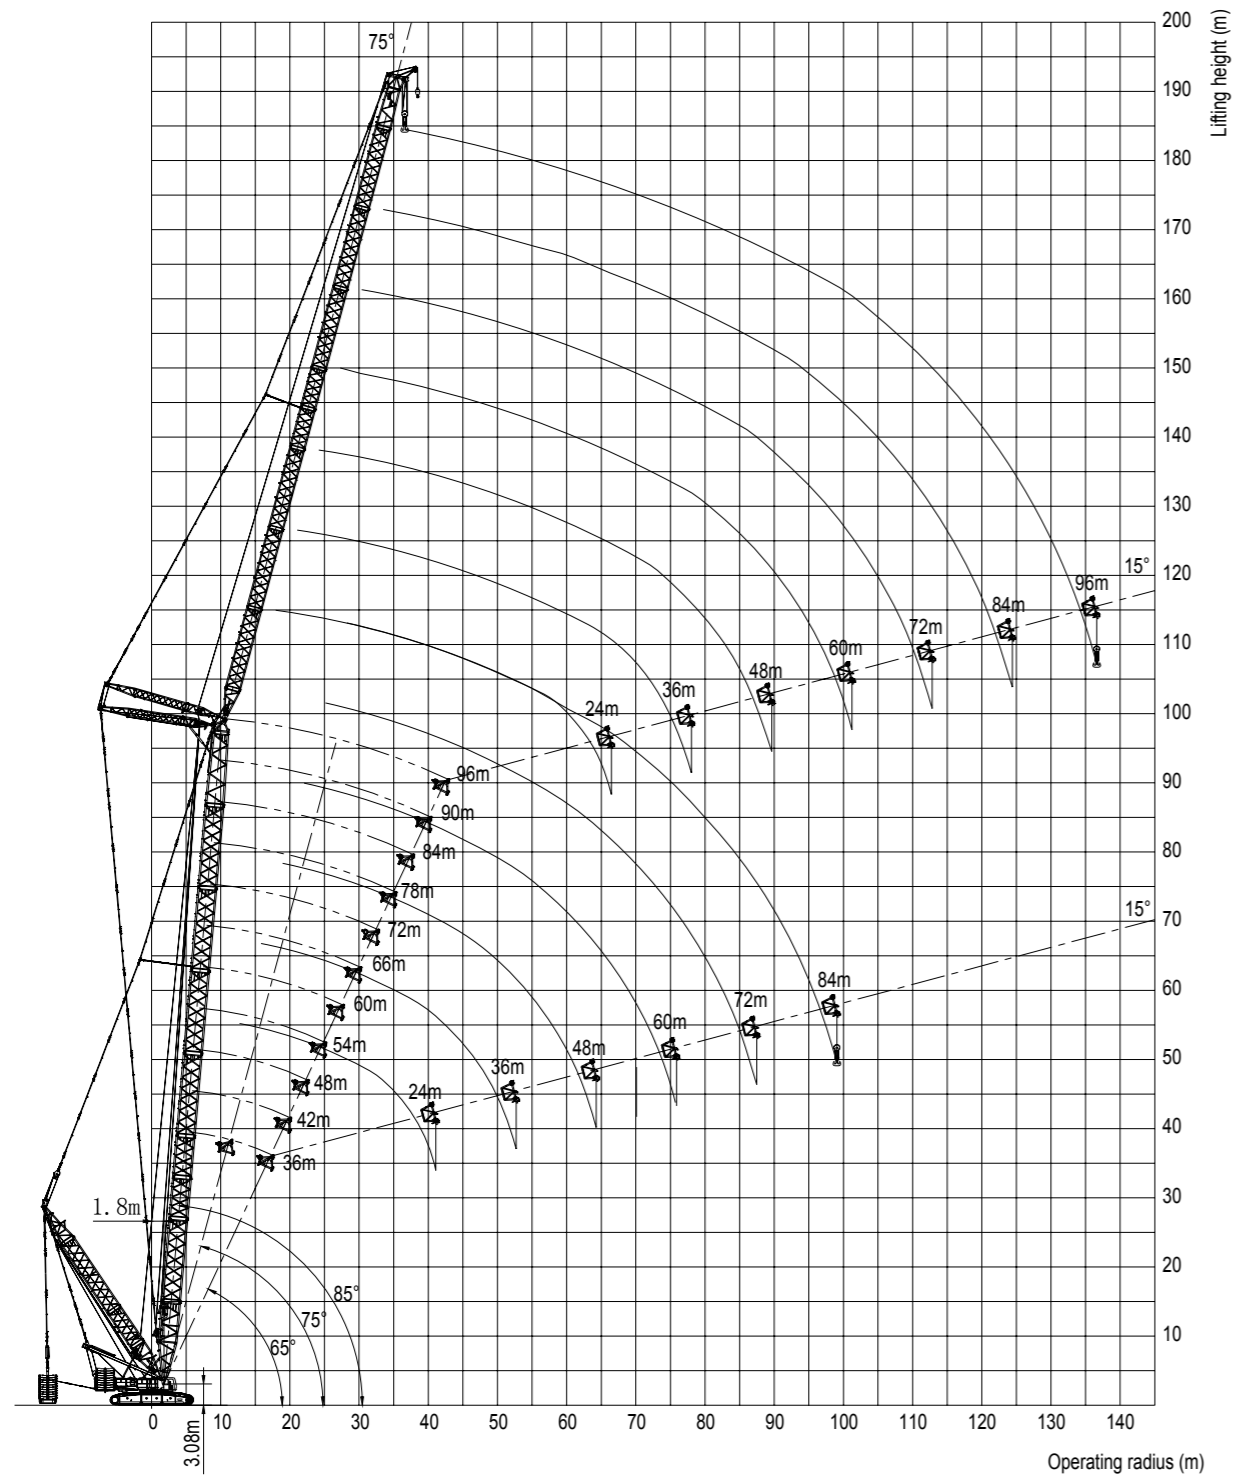 200
Lifting height (m)
75°
190
180
170
160
150
140
130
120
15°
96m
84m
110
72m
60m
48m
36m
24m
100
90
96m
90m
84m
80
78m
72m
70
15°
66m
60m
60
84m
72m
60m
54m
48m
50
48m
36m
24m
42m
40
36m
30
1.8m
20
85°
75°
65°
10
0 10 20 30 40 50 60 70 80 90 100 110 120 130 140
3.08m
Operating radius (m)